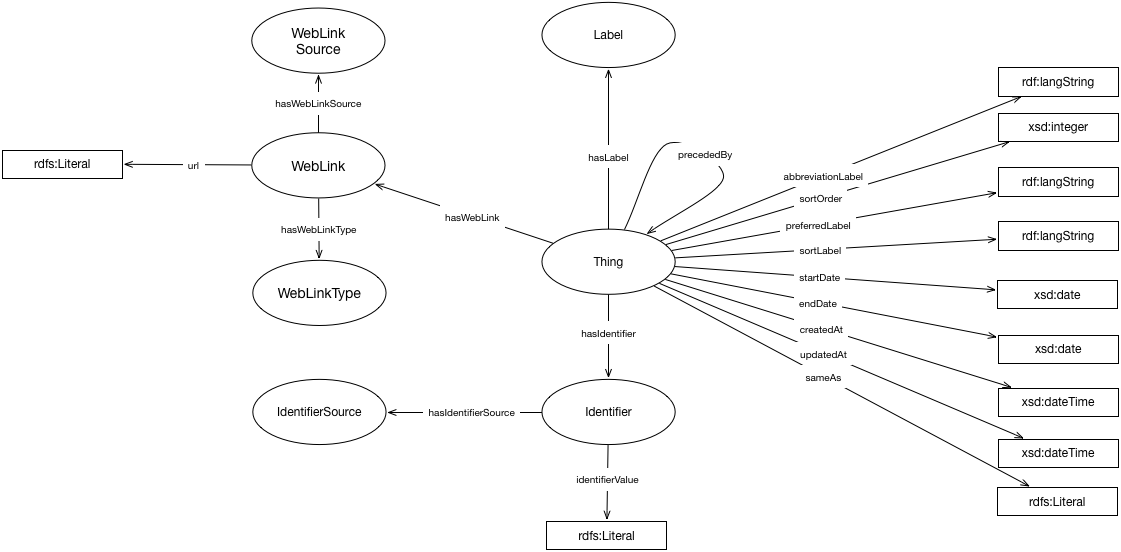 WebLink
Source
Label
rdf:langString
hasWebLinkSource
xsd:integer
rdfs:Literal
url
WebLink
hasLabel
precededBy
abbreviationLabel
rdf:langString
sortOrder
hasWebLink
preferredLabel
hasWebLinkType
rdf:langString
sortLabel
Thing
startDate
WebLinkType
xsd:date
endDate
hasIdentifier
createdAt
xsd:date
updatedAt
sameAs
xsd:dateTime
IdentifierSource
hasIdentifierSource
Identifier
xsd:dateTime
identifierValue
rdfs:Literal
rdfs:Literal